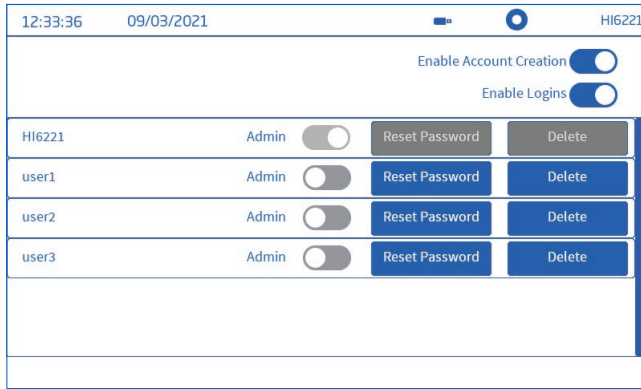 12:33:36 09/03/2021 HI6221
Enable Account Creation
Enable Logins
HI6221 Admin Reset Password Delete
user1 Admin Reset Password Delete
user2 Admin Reset Password Delete
user3 Admin Reset Password Delete